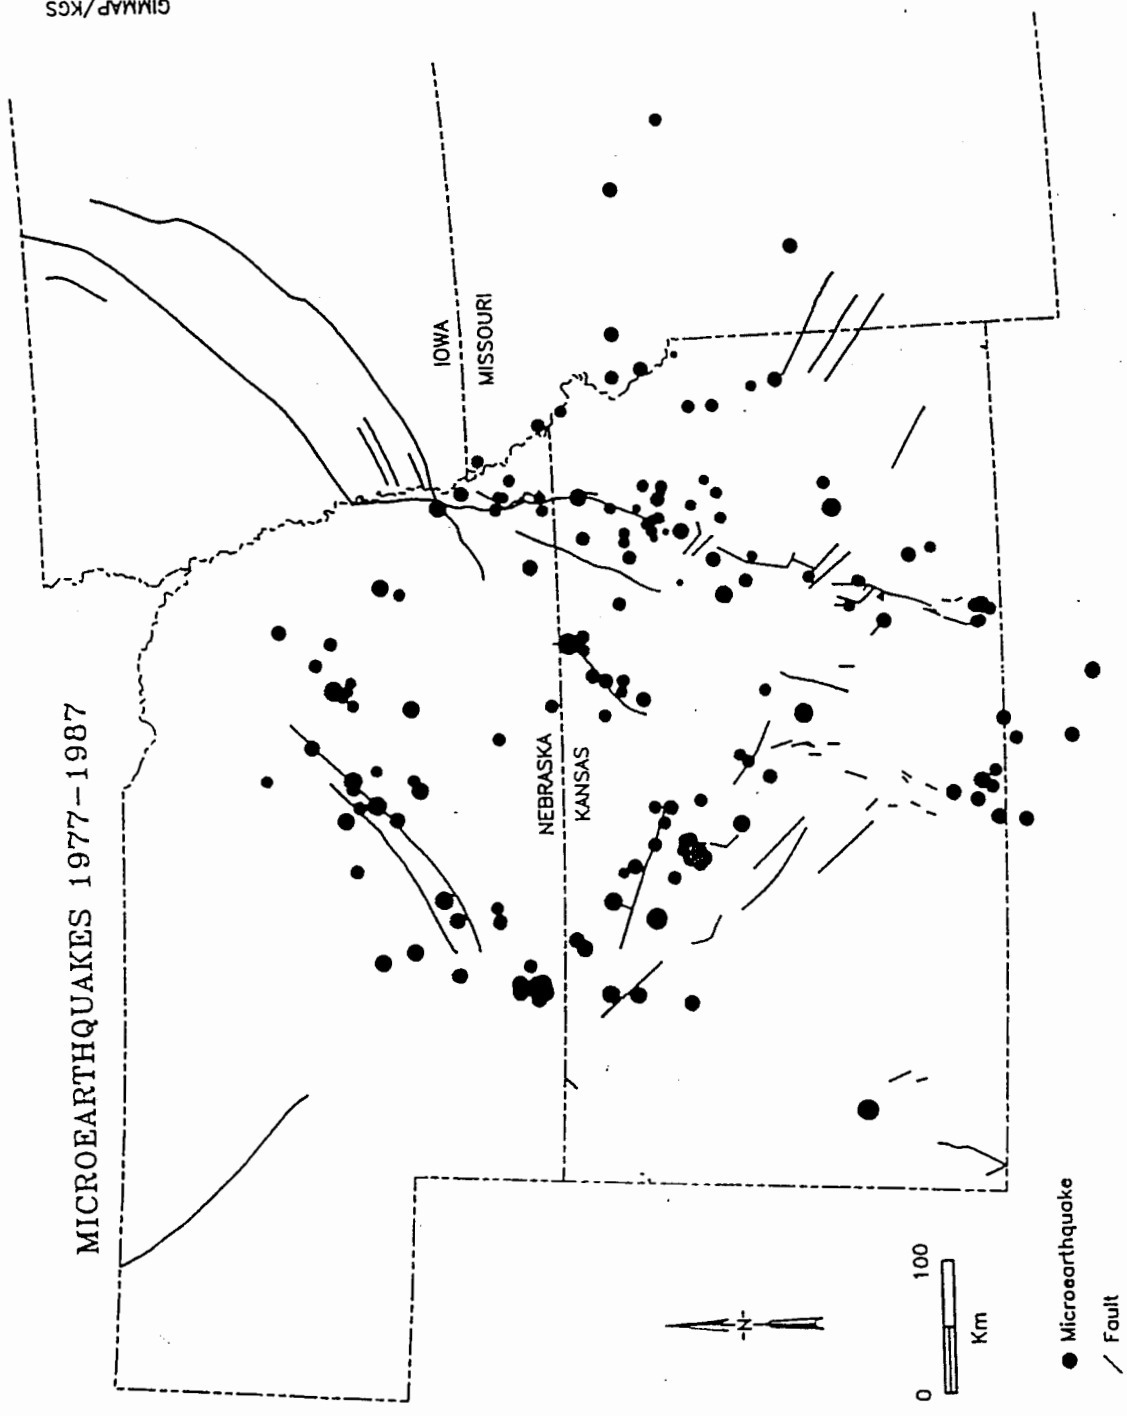 GIMMAP/KGS
MICROEARTHQUAKES 1977-1987
IOWA
MISSOURI
NEBRASKA
KANSAS
N
0 100
Km
Microearthquake
Fault